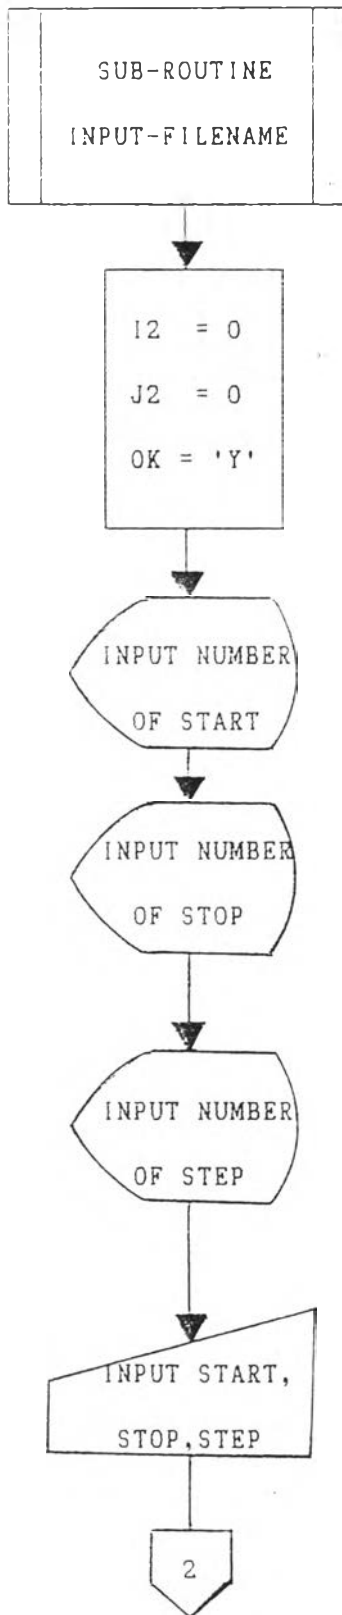 SUB-ROUTINE
INPUT-FILENAME
I2 = 0
J2 = 0
OK = 'Y'
INPUT NUMBER
OF START
INPUT NUMBER
OF STOP
INPUT NUMBER
OF STEP
INPUT START,
STOP,STEP
2